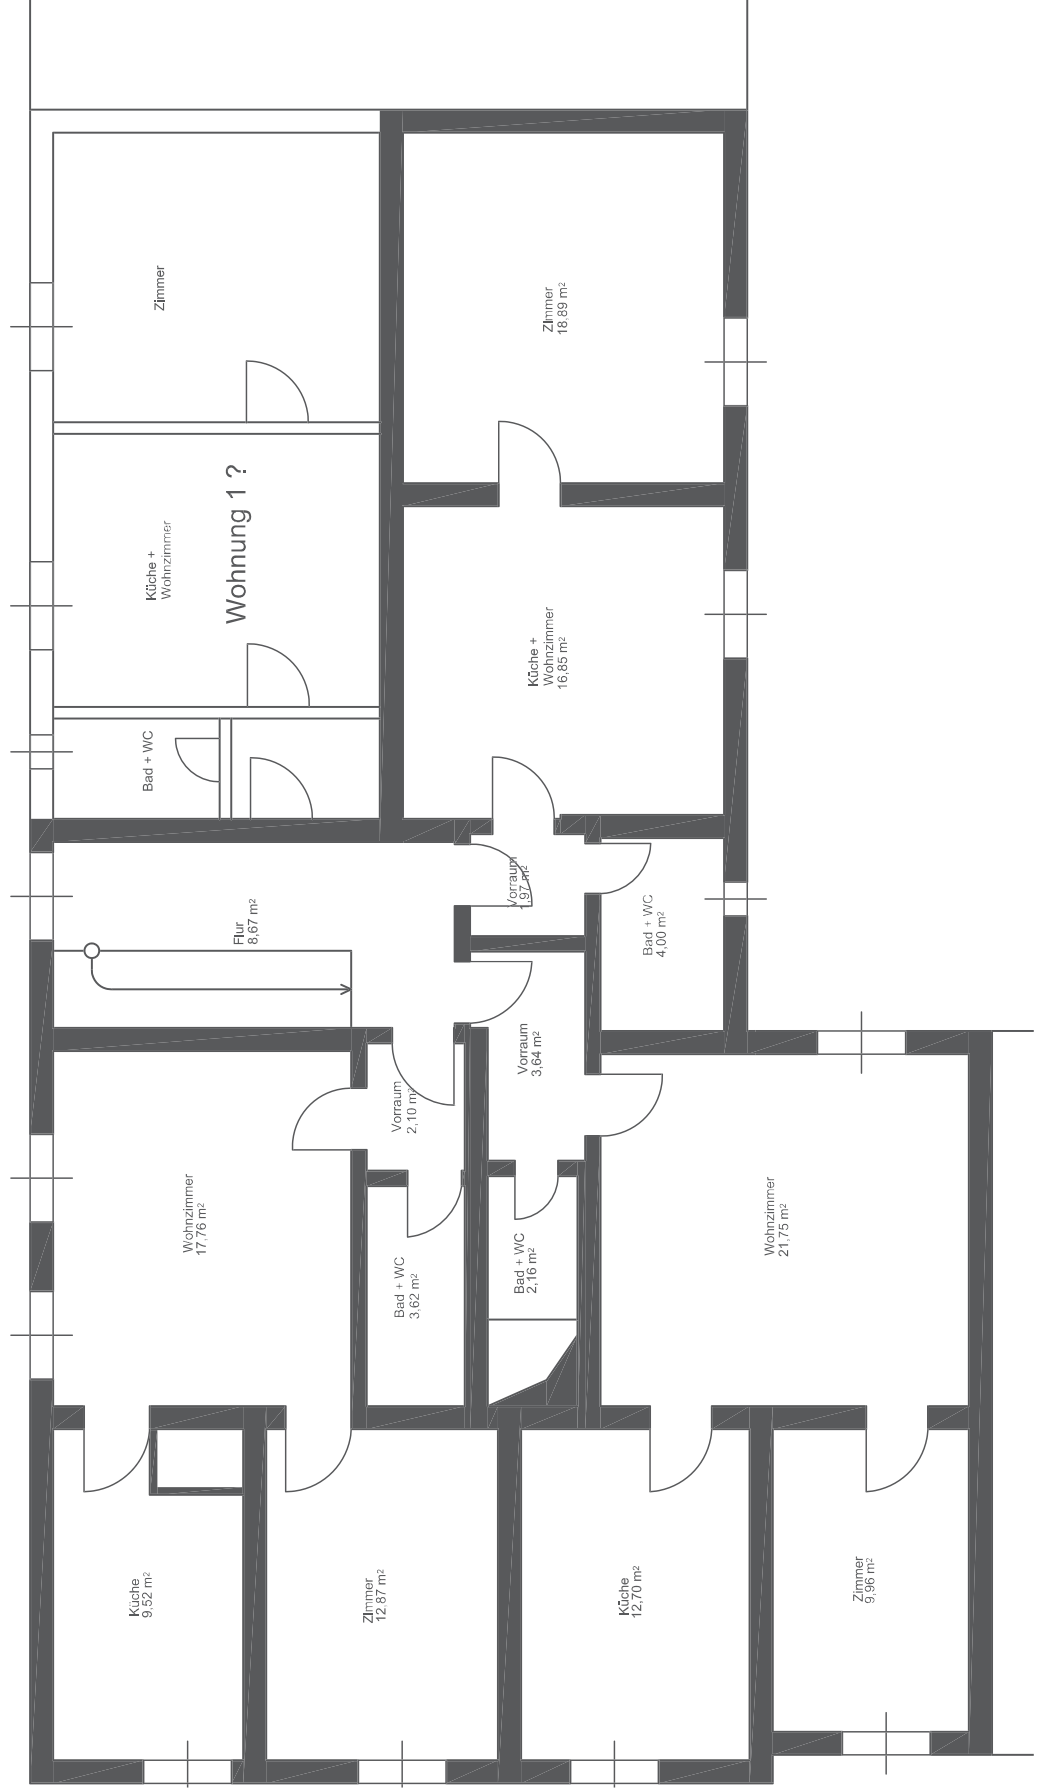 Zimmer
Zimmer
18,89 m²
Küche +
Wohnzimmer
Wohnung 1 ?
Küche +
Wohnzimmer
16,85 m²
Bad + WC
Vorraum
1,97 m²
Flur
8,67 m²
Bad + WC
4,00 m²
Vorraum
3,64 m²
Vorraum
2,10 m²
Wohnzimmer
17,76 m²
Wohnzimmer
21,75 m²
Bad + WC
3,62 m²
Bad + WC
2,16 m²
Küche
9,52 m²
Zimmer
12,87 m²
Küche
12,70 m²
Zimmer
9,96 m²